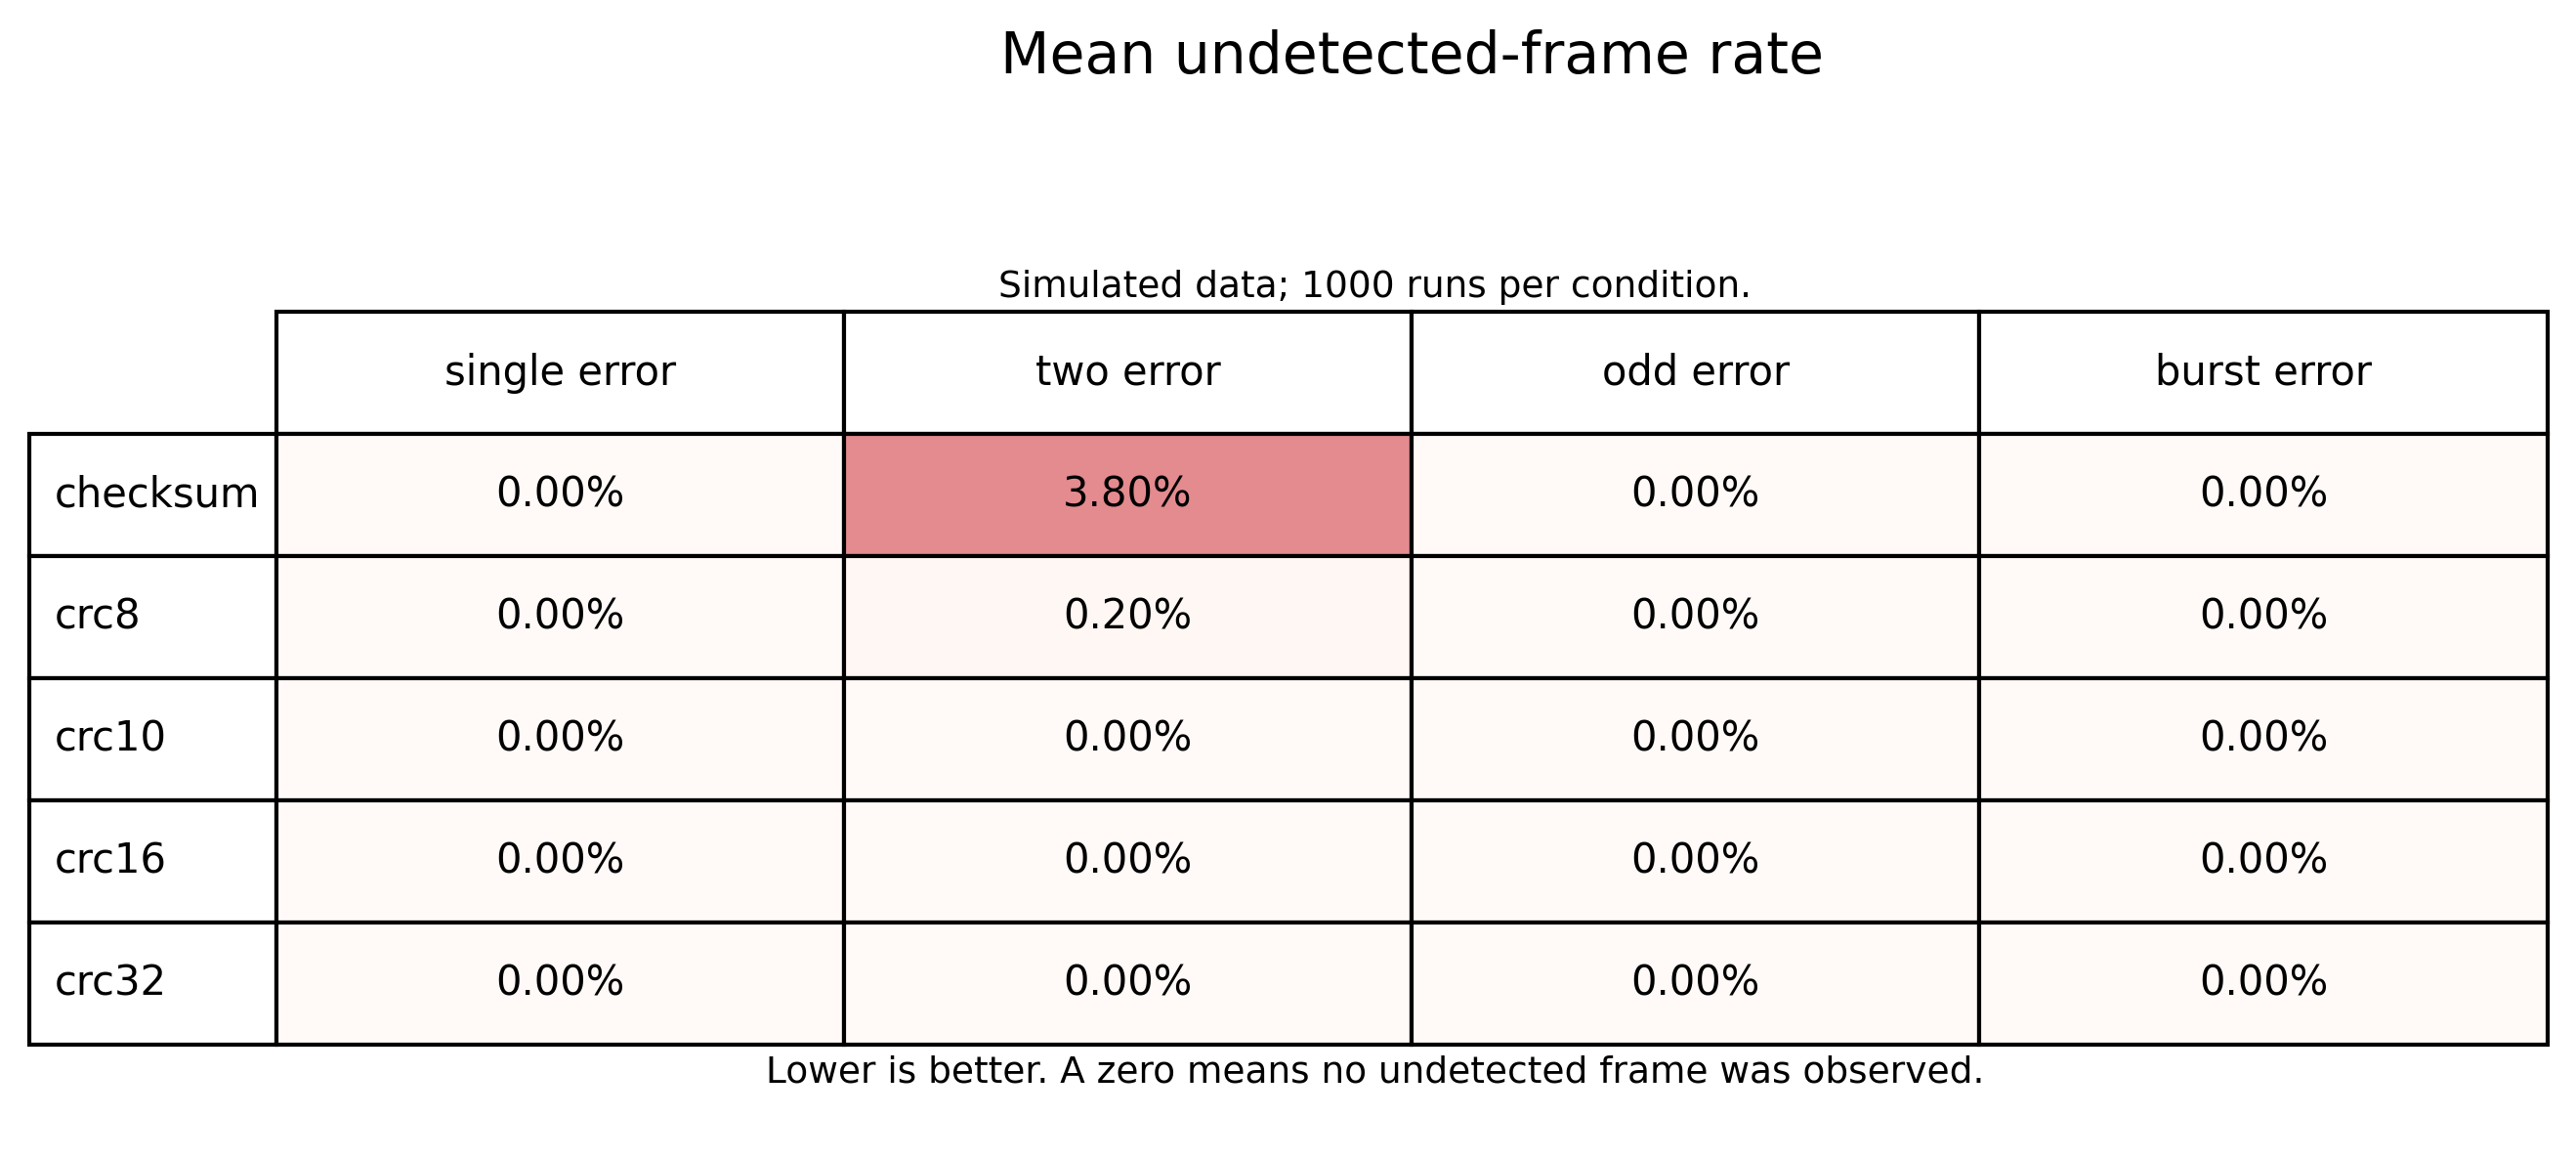 Mean undetected-frame rate
Simulated data; 1000 runs per condition.
single error two error odd error burst error
checksum 0.00% 3.80% 0.00% 0.00%
crc8 0.00% 0.20% 0.00% 0.00%
crc10 0.00% 0.00% 0.00% 0.00%
crc16 0.00% 0.00% 0.00% 0.00%
crc32 0.00% 0.00% 0.00% 0.00%
Lower is better. A zero means no undetected frame was observed.